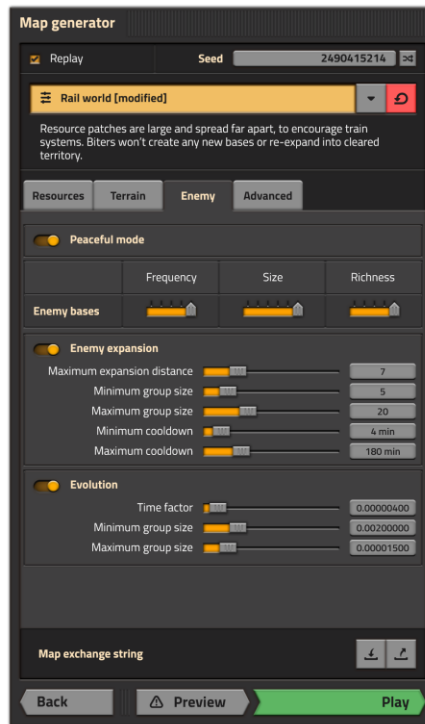 Map generator
Replay Seed 2490415214
Rail world [modified]
Resource patches are large and spread far apart, to encourage train
systems. Biters won't create any new bases or re-expand into cleared
territory.
Resources Terrain Enemy Advanced
Peaceful mode
Frequency Size Richness
Enemy bases
Enemy expansion
Maximum expansion distance 7
Minimum group size 5
Maximum group size 20
Minimum cooldown 4 min
Maximum cooldown 180 min
Evolution
Time factor 0.00000400
Minimum group size 0.00200000
Maximum group size 0.00001500
Map exchange string
Back Preview Play